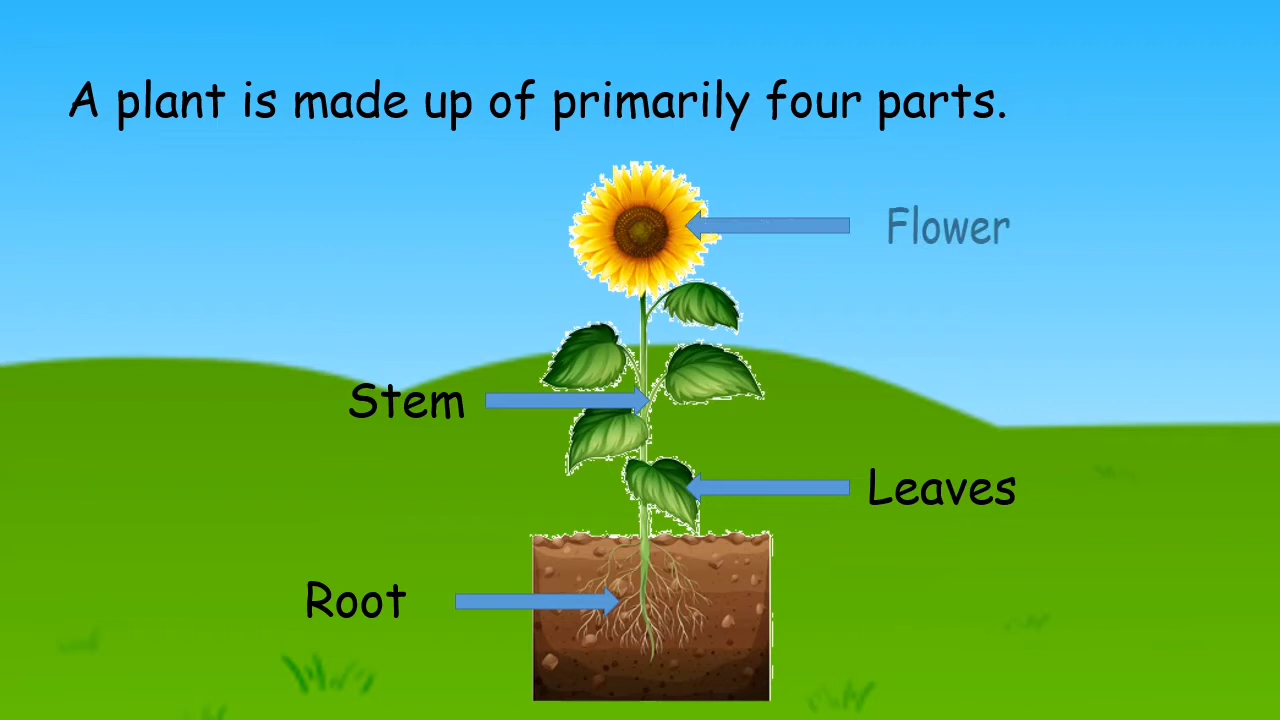 A plant is made up of primarily four parts.
Flower
Stem
Leaves
Root